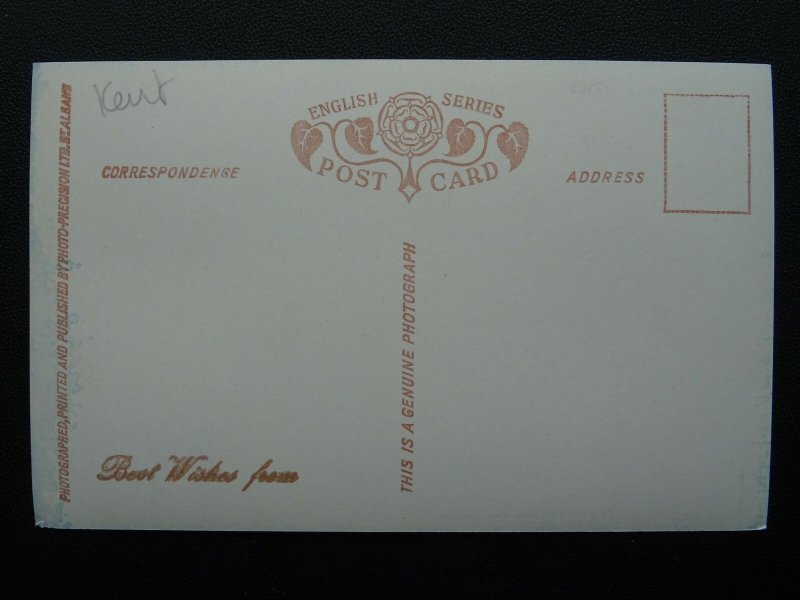 Kent
ENGLISH SERIES
POST CARD
CORRESPONDENCE
ADDRESS
PHOTOGRAPHED, PRINTED AND PUBLISHED BY PHOTO-PRECISION LTD. ST. ALBANS
THIS IS A GENUINE PHOTOGRAPH
Best Wishes from